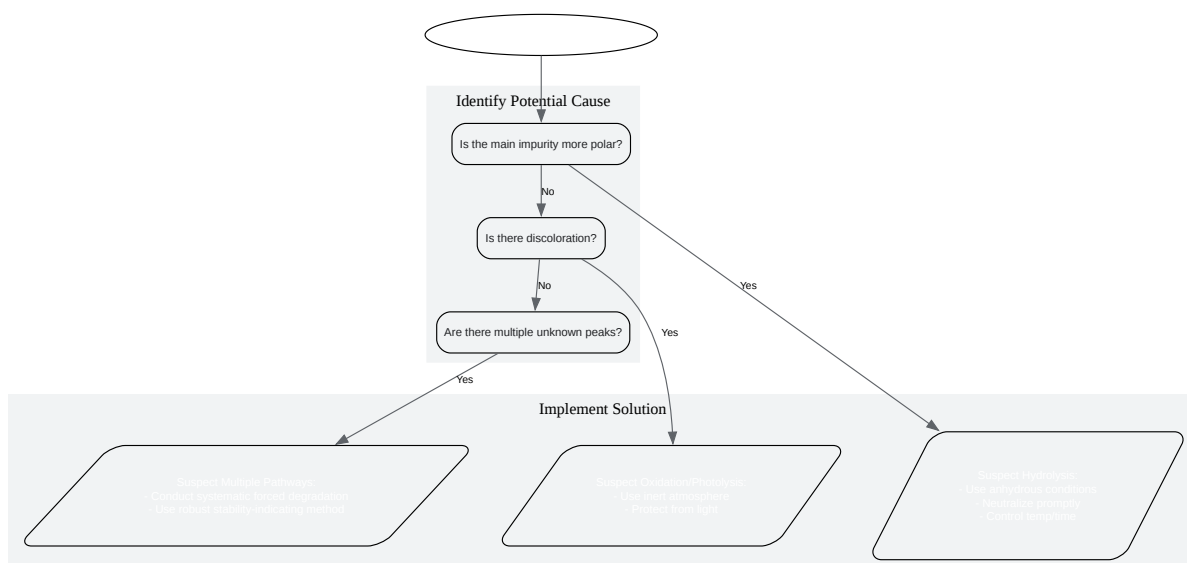 Identify Potential Cause
Is the main impurity more polar?
No
Is there discoloration?
No
Yes
Are there multiple unknown peaks?
Yes
Yes
Implement Solution
Suspect Multiple Pathways:
- Conduct systematic forced degradation
- Use robust stability-indicating method
Suspect Oxidation/Photolysis:
- Use inert atmosphere
- Protect from light
Suspect Hydrolysis:
- Use anhydrous conditions
- Neutralize promptly
- Control temp/time